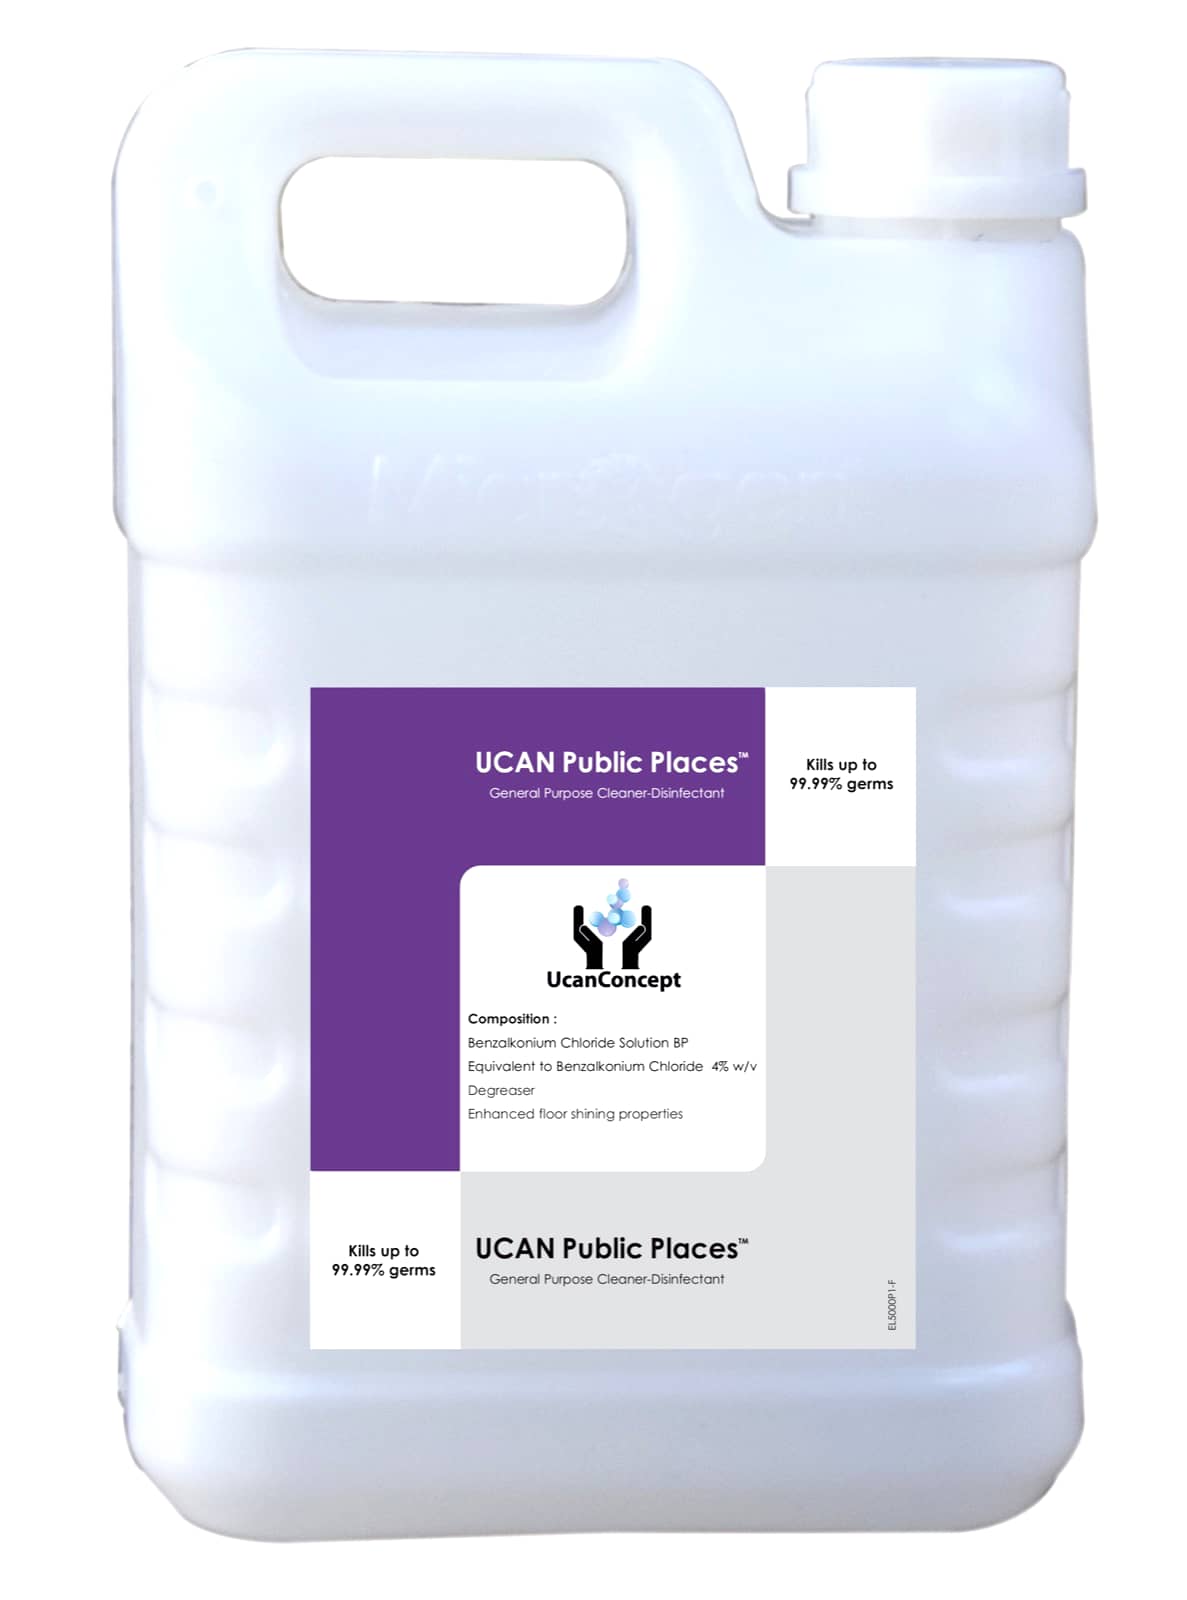 Microgen
UCAN Public Places™
General Purpose Cleaner-Disinfectant
Kills up to
99.99% germs
UcanConcept
Composition :
Benzalkonium Chloride Solution BP
Equivalent to Benzalkonium Chloride 4% w/v
Degreaser
Enhanced floor shining properties
Kills up to
99.99% germs
UCAN Public Places™
General Purpose Cleaner-Disinfectant
EL5000P1-F